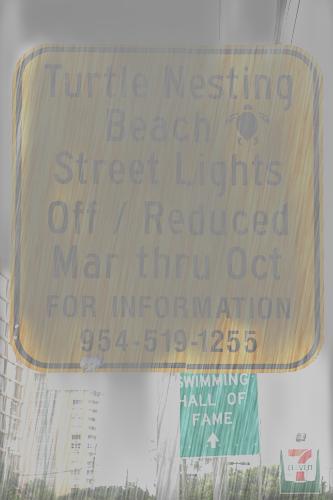 Turtle Nesting
Beach
Street Lights
Off / Reduced
Mar thru Oct
FOR INFORMATION
954-519-1255
SWIMMING
HALL OF
FAME
7
ELEVEN